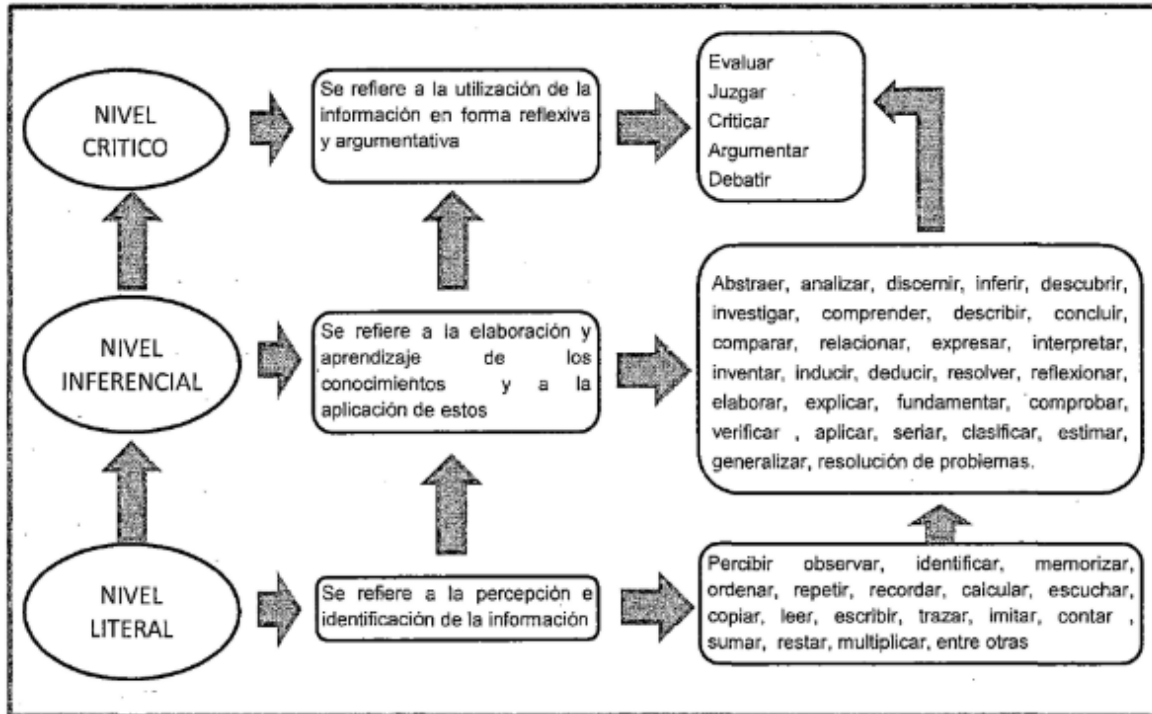 NIVEL
CRITICO
Se refiere a la utilización de la
información en forma reflexiva
y argumentativa
Evaluar
Juzgar
Criticar
Argumentar
Debatir
NIVEL
INFERENCIAL
Se refiere a la elaboración y
aprendizaje de los
conocimientos y a la
aplicación de estos
Abstraer, analizar, discernir, inferir, descubrir,
investigar, comprender, describir, concluir,
comparar, relacionar, expresar, interpretar,
inventar, inducir, deducir, resolver, reflexionar,
elaborar, explicar, fundamentar, comprobar,
verificar , aplicar, seriar, clasificar, estimar,
generalizar, resolución de problemas.
NIVEL
LITERAL
Se refiere a la percepción e
identificación de la información
Percibir observar, identificar, memorizar,
ordenar, repetir, recordar, calcular, escuchar,
copiar, leer, escribir, trazar, imitar, contar ,
sumar, restar, multiplicar, entre otras